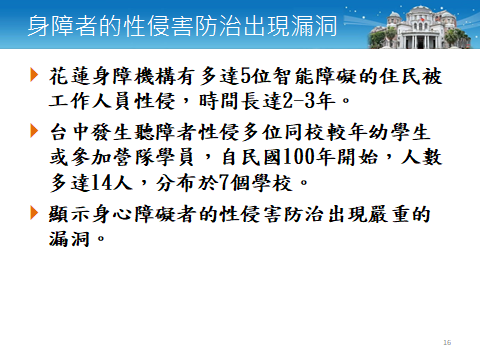 身障者的性侵害防治出現漏洞
花蓮身障機構有多達5位智能障礙的住民被
工作人員性侵，時間長達2-3年。
台中發生聽障者性侵多位同校較年幼學生
或參加營隊學員，自民國100年開始，人數
多達14人，分布於7個學校。
顯示身心障礙者的性侵害防治出現嚴重的
漏洞。
16